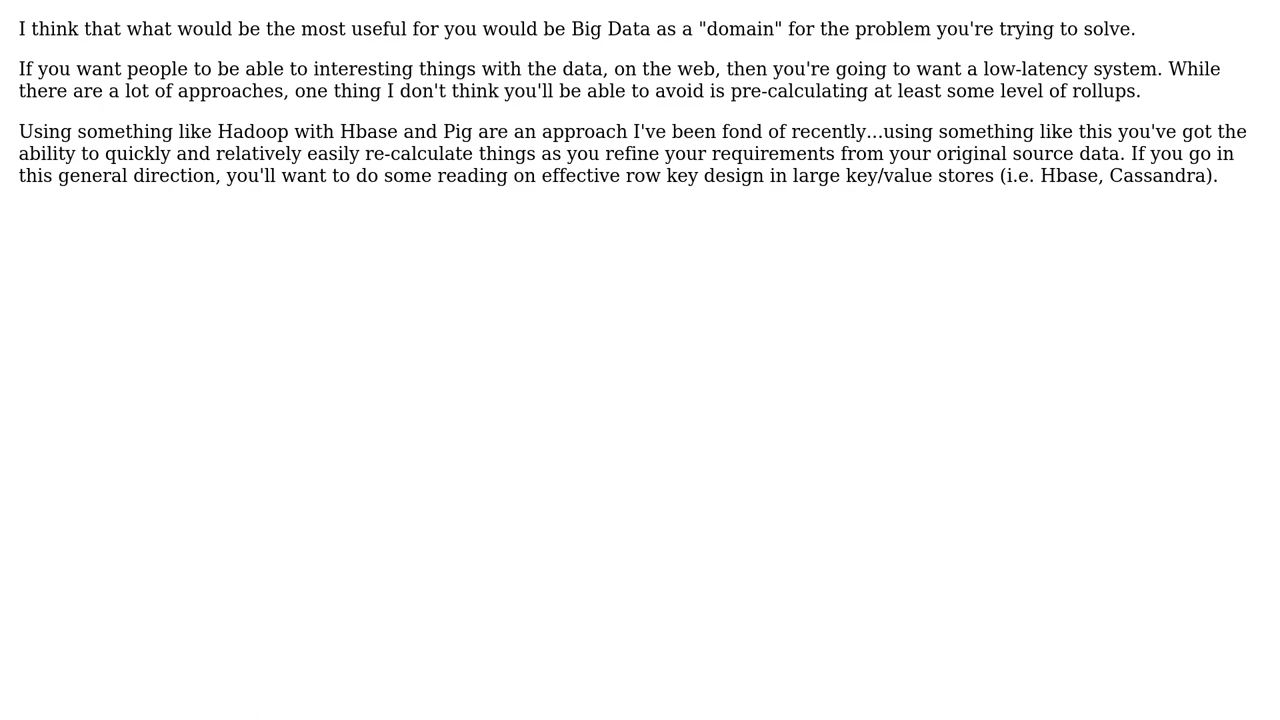 I think that what would be the most useful for you would be Big Data as a "domain" for the problem you're trying to solve.
If you want people to be able to interesting things with the data, on the web, then you're going to want a low-latency system. While
there are a lot of approaches, one thing I don't think you'll be able to avoid is pre-calculating at least some level of rollups.
Using something like Hadoop with Hbase and Pig are an approach I've been fond of recently...using something like this you've got the
ability to quickly and relatively easily re-calculate things as you refine your requirements from your original source data. If you go in
this general direction, you'll want to do some reading on effective row key design in large key/value stores (i.e. Hbase, Cassandra).